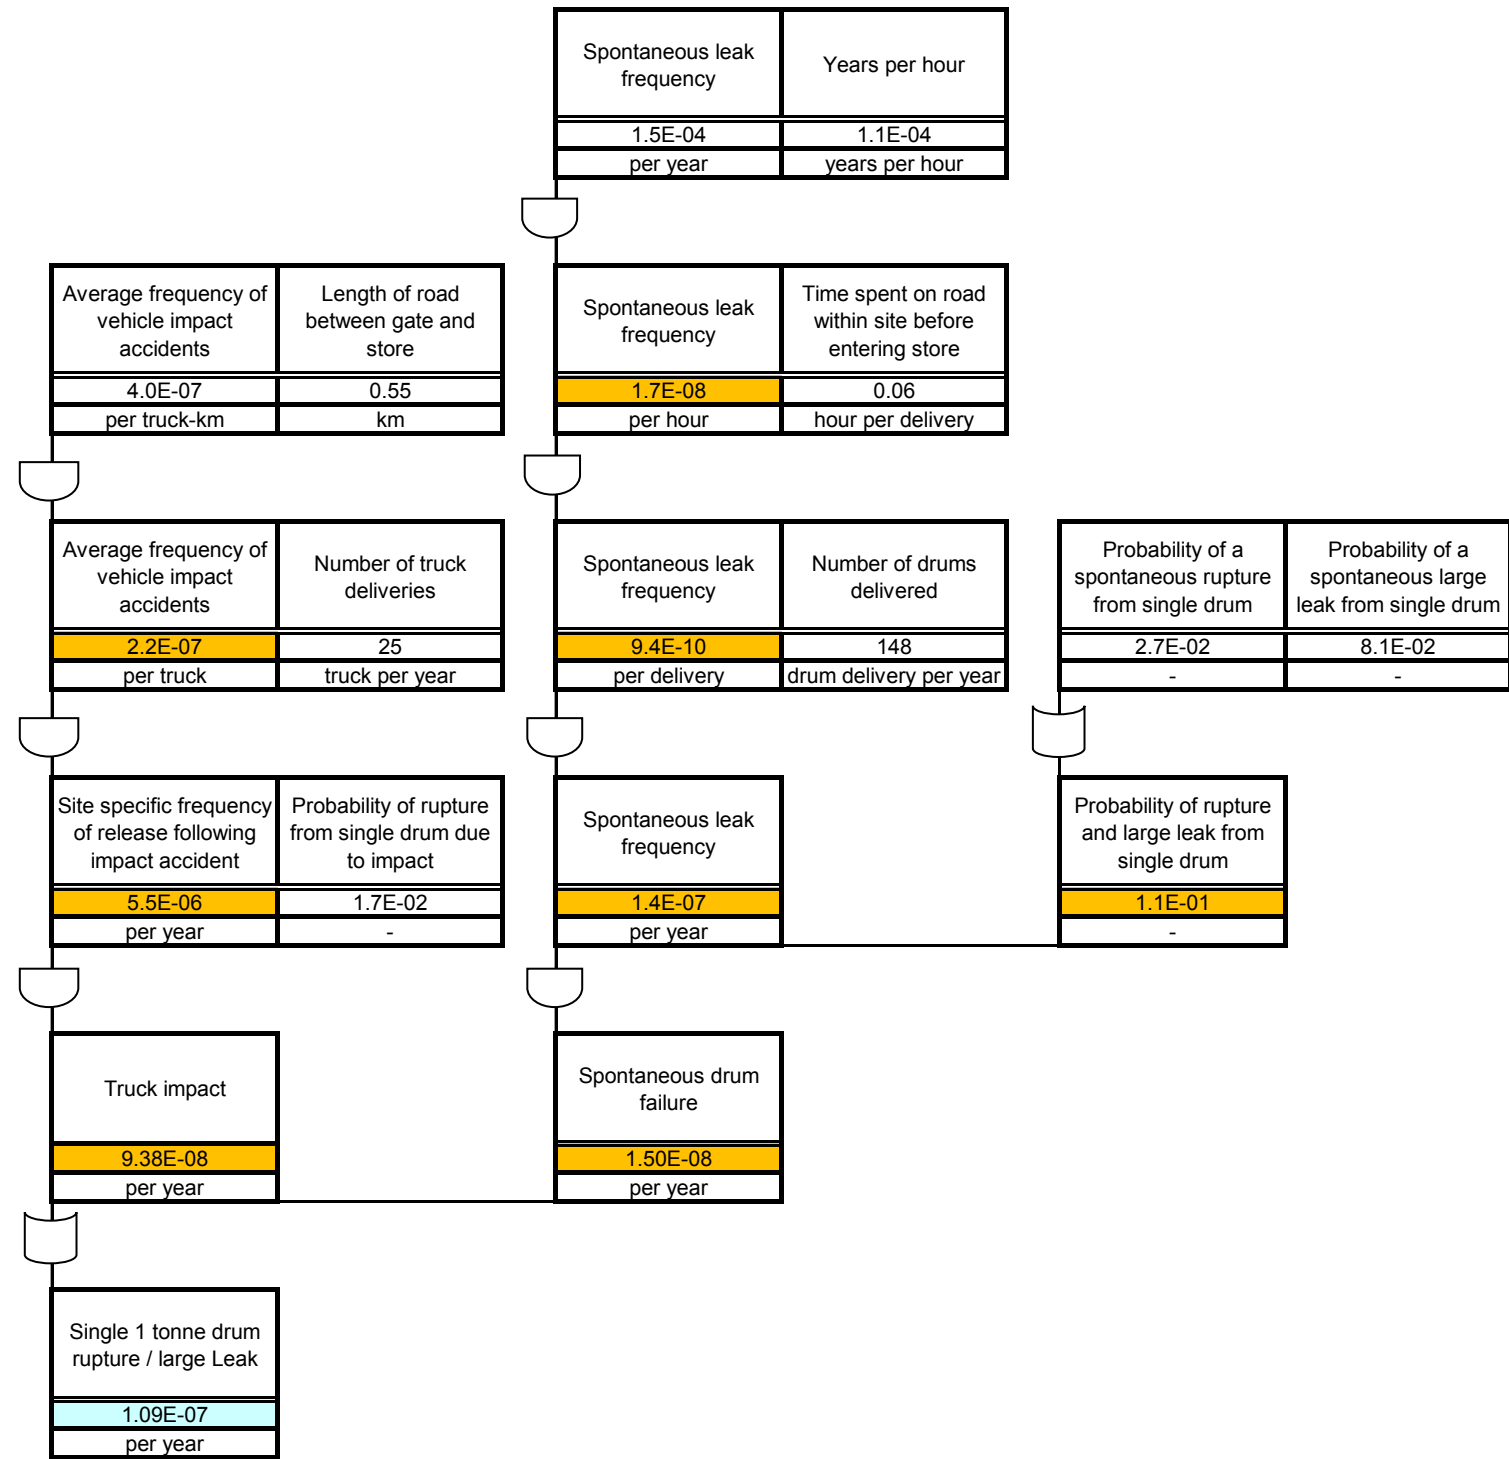 Spontaneous leak
frequency
Years per hour
1.5E-04
1.1E-04
per year
years per hour
Average frequency of
vehicle impact
accidents
Length of road
between gate and
store
4.0E-07
0.55
per truck-km
km
Spontaneous leak
frequency
Time spent on road
within site before
entering store
1.7E-08
0.06
per hour
hour per delivery
Average frequency of
vehicle impact
accidents
Number of truck
deliveries
2.2E-07
25
per truck
truck per year
Spontaneous leak
frequency
Number of drums
delivered
9.4E-10
148
per delivery
drum delivery per year
Probability of a
spontaneous rupture
from single drum
Probability of a
spontaneous large
leak from single drum
2.7E-02
8.1E-02
-
-
Site specific frequency
of release following
impact accident
Probability of rupture
from single drum due
to impact
5.5E-06
1.7E-02
per year
-
Spontaneous leak
frequency
1.4E-07
per year
Probability of rupture
and large leak from
single drum
1.1E-01
-
Truck impact
9.38E-08
per year
Spontaneous drum
failure
1.50E-08
per year
Single 1 tonne drum
rupture / large Leak
1.09E-07
per year